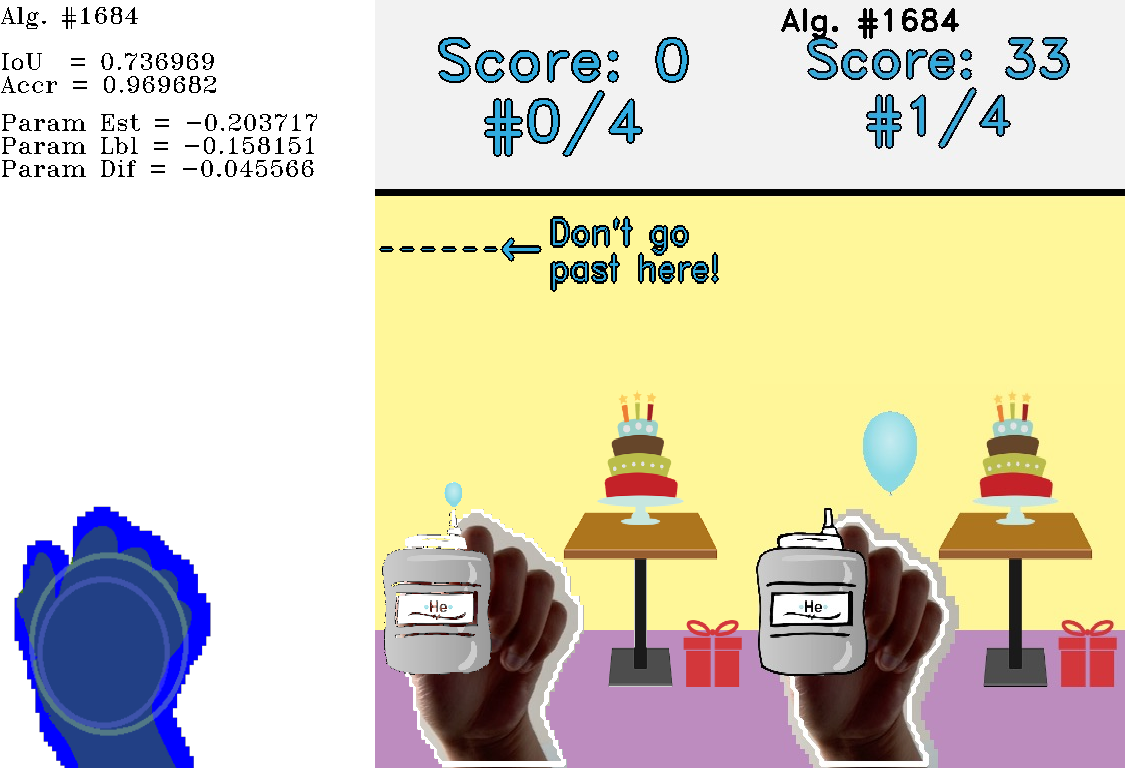 Alg. #1684
IoU = 0.736969
Accr = 0.969682
Param Est = -0.203717
Param Lbl = -0.158151
Param Dif = -0.045566
Score: 0
#0/4
Alg. #1684
Score: 33
#1/4
Don't go
past here!
•He•
•He•